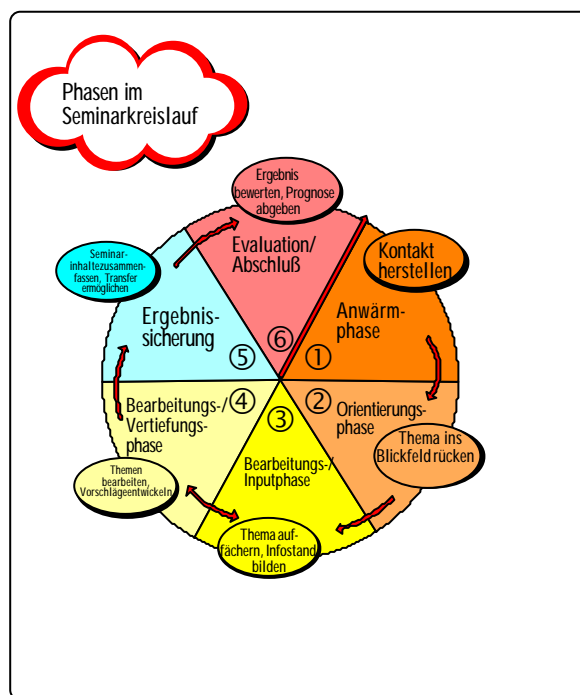 Phasen im
Seminarkreislauf
Ergebnis
bewerten, Prognose
abgeben
Evaluation/
Abschluß
⑥
Kontakt
herstellen
Anwärm-
phase
①
Orientierungs-
phase
②
Thema ins
Blickfeld rücken
Bearbeitungs-/
Inputphase
③
Thema auf-
fächern, Infostand
bilden
Bearbeitungs-/
Vertiefungs-
phase
④
Themen
bearbeiten,
Vorschlägeentwickeln
Ergebnis-
sicherung
⑤
Seminar-
inhaltezusammen-
fassen, Transfer
ermöglichen